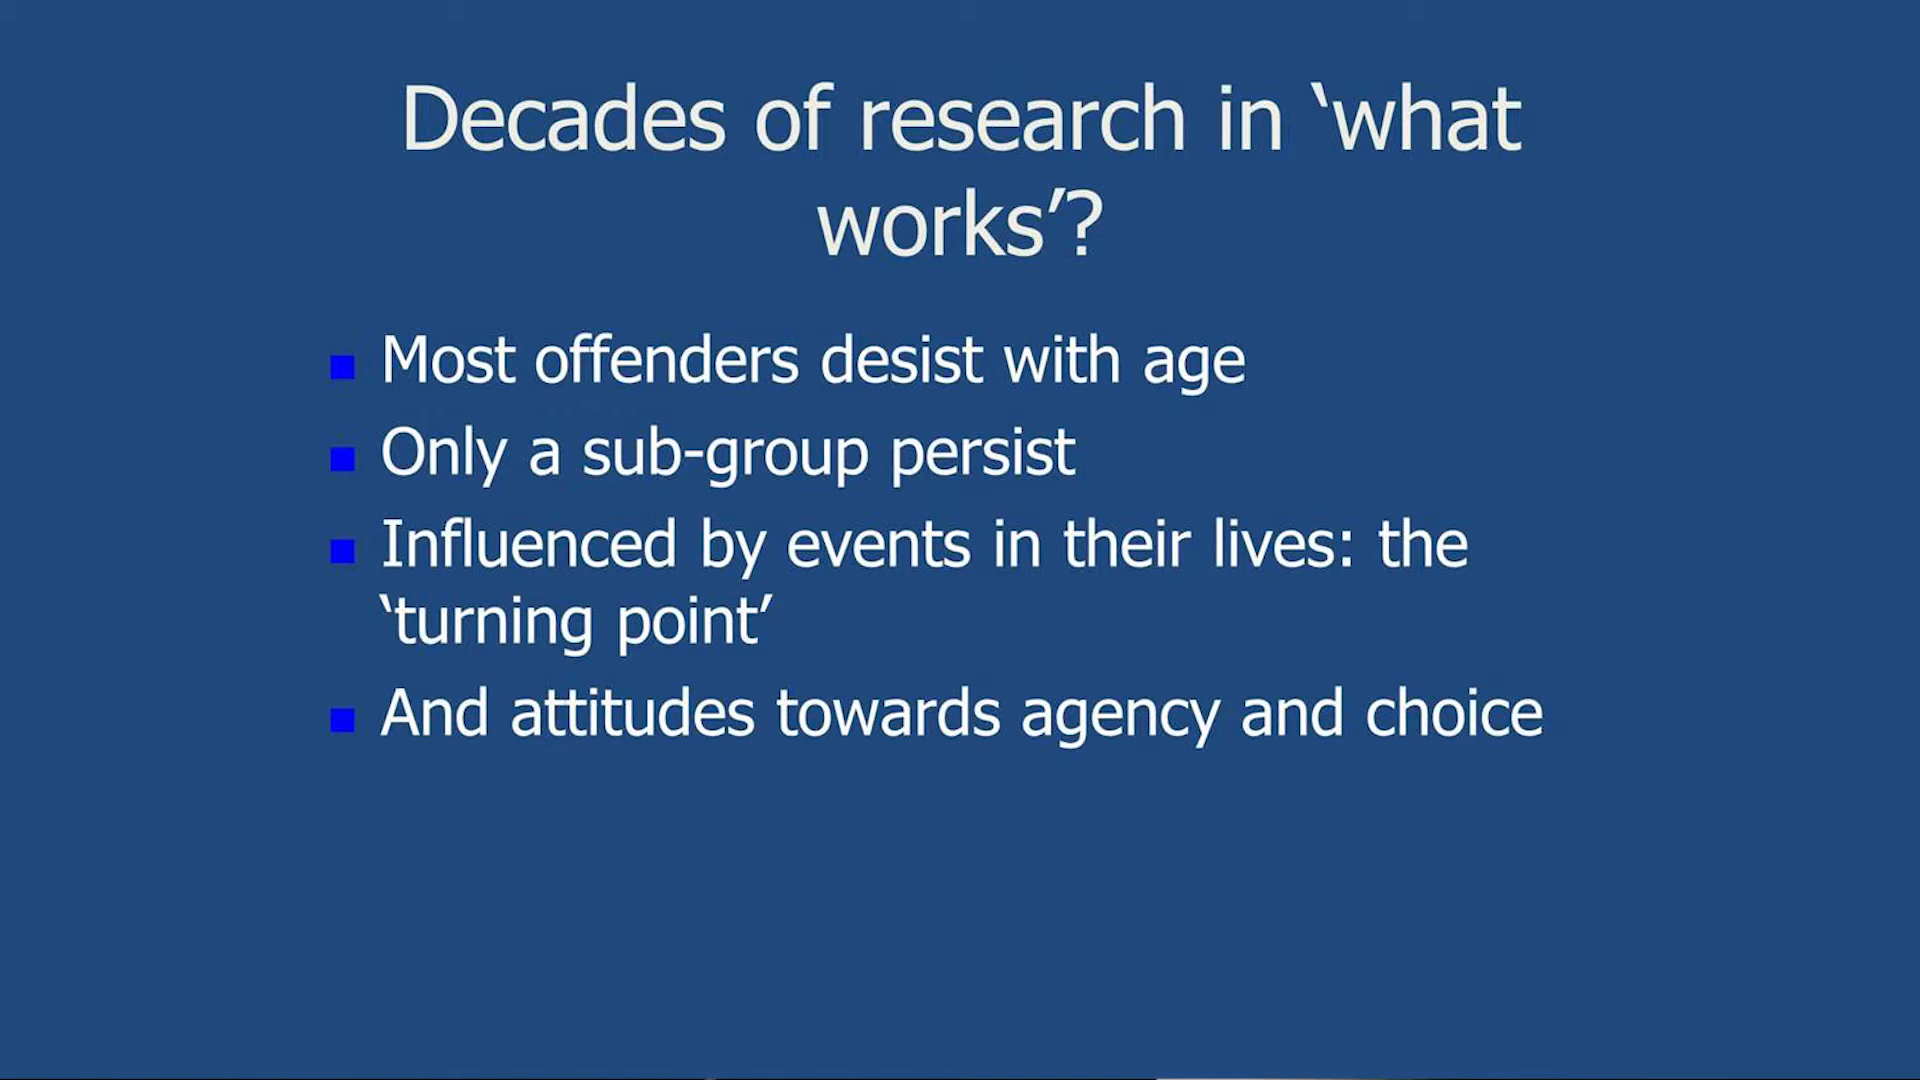 Decades of research in ‘what
works’?
Most offenders desist with age
Only a sub-group persist
Influenced by events in their lives: the
‘turning point’
And attitudes towards agency and choice